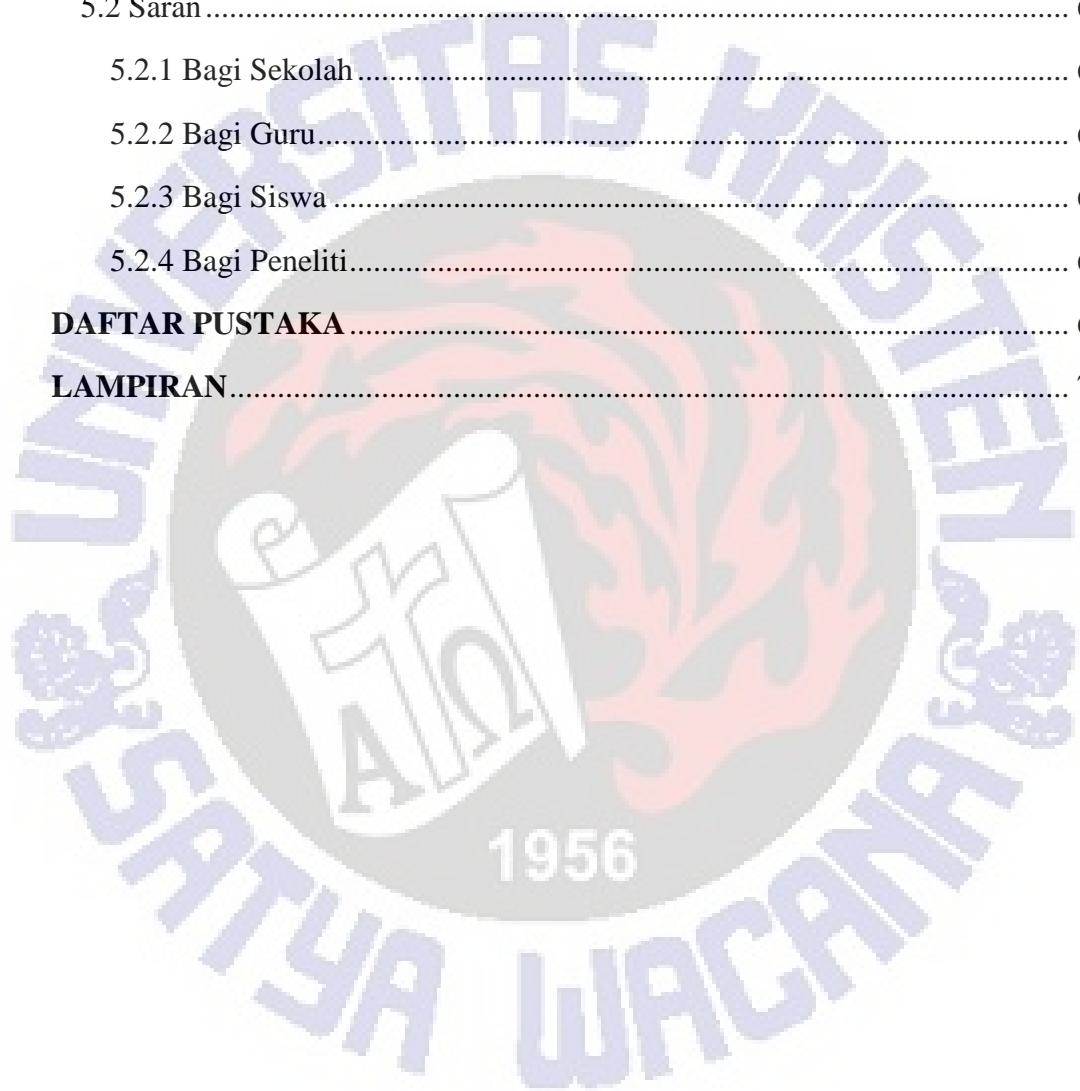 5.2 Saran
5.2.1 Bagi Sekolah
5.2.2 Bagi Guru
5.2.3 Bagi Siswa
5.2.4 Bagi Peneliti
DAFTAR PUSTAKA
LAMPIRAN
UNIVERSITAS KRISTEN
Α Ω
1956
SATYA WACANA